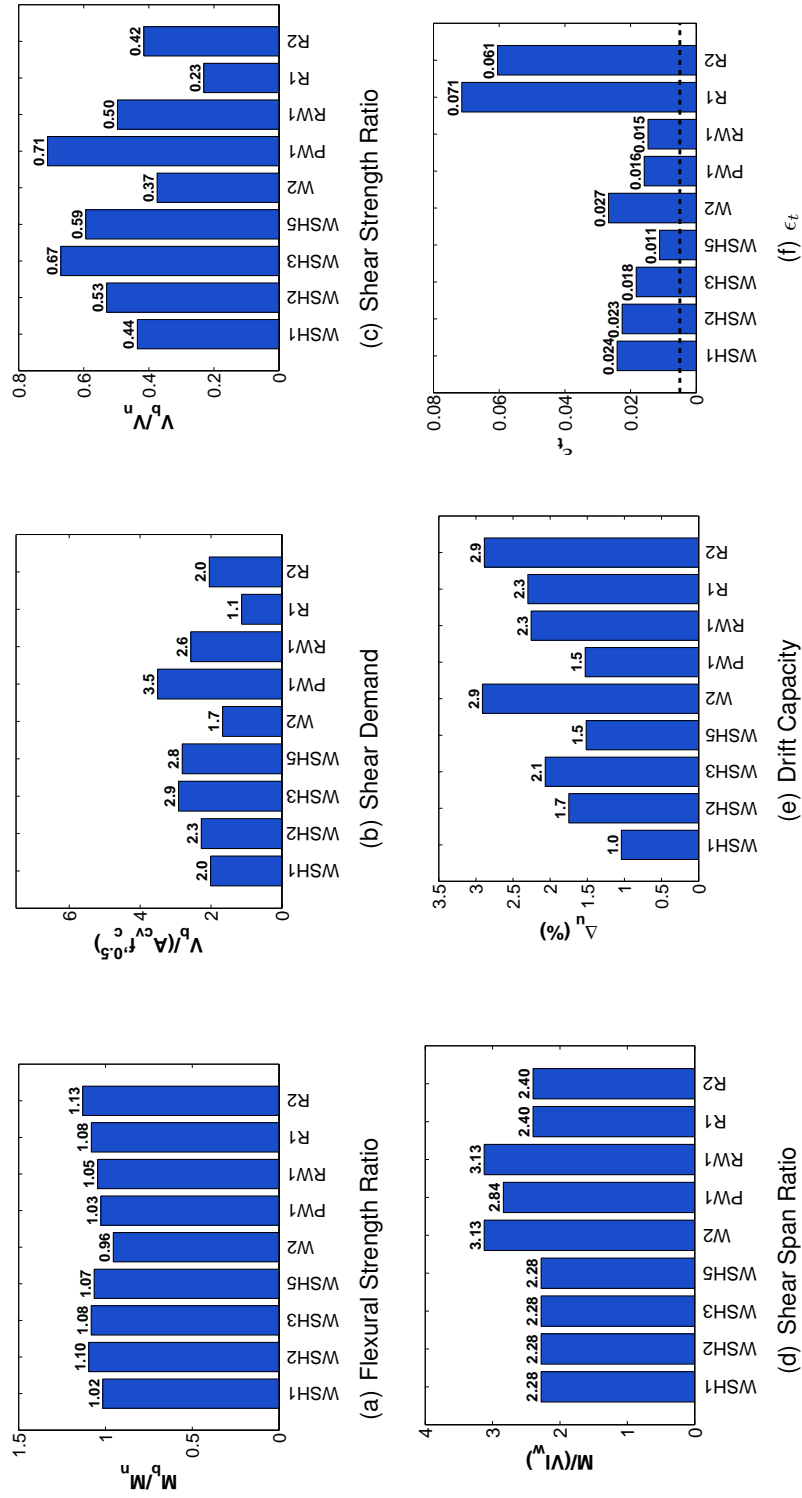 1.5
1
0.5
0
M_b/M_n
1.02
1.10
1.08
1.07
0.96
1.03
1.05
1.08
1.13
WSH1
WSH2
WSH3
WSH5
W2
PW1
RW1
R1
R2
(a) Flexural Strength Ratio
6
4
2
0
V_b/(A_cv f'_c^0.5)
2.0
2.3
2.9
2.8
1.7
3.5
2.6
1.1
2.0
WSH1
WSH2
WSH3
WSH5
W2
PW1
RW1
R1
R2
(b) Shear Demand
0.8
0.6
0.4
0.2
0
V_b/V_n
0.44
0.53
0.67
0.59
0.37
0.71
0.50
0.23
0.42
WSH1
WSH2
WSH3
WSH5
W2
PW1
RW1
R1
R2
(c) Shear Strength Ratio
4
3
2
1
0
M/(Vl_w)
2.28
2.28
2.28
2.28
3.13
2.84
3.13
2.40
2.40
WSH1
WSH2
WSH3
WSH5
W2
PW1
RW1
R1
R2
(d) Shear Span Ratio
3.5
3
2.5
2
1.5
1
0.5
0
Δ_u(%)
1.0
1.7
2.1
1.5
2.9
1.5
2.3
2.3
2.9
WSH1
WSH2
WSH3
WSH5
W2
PW1
RW1
R1
R2
(e) Drift Capacity
0.08
0.06
0.04
0.02
0
ε_t
0.024
0.023
0.018
0.011
0.027
0.016
0.015
0.071
0.061
WSH1
WSH2
WSH3
WSH5
W2
PW1
RW1
R1
R2
(f) ϵ_t